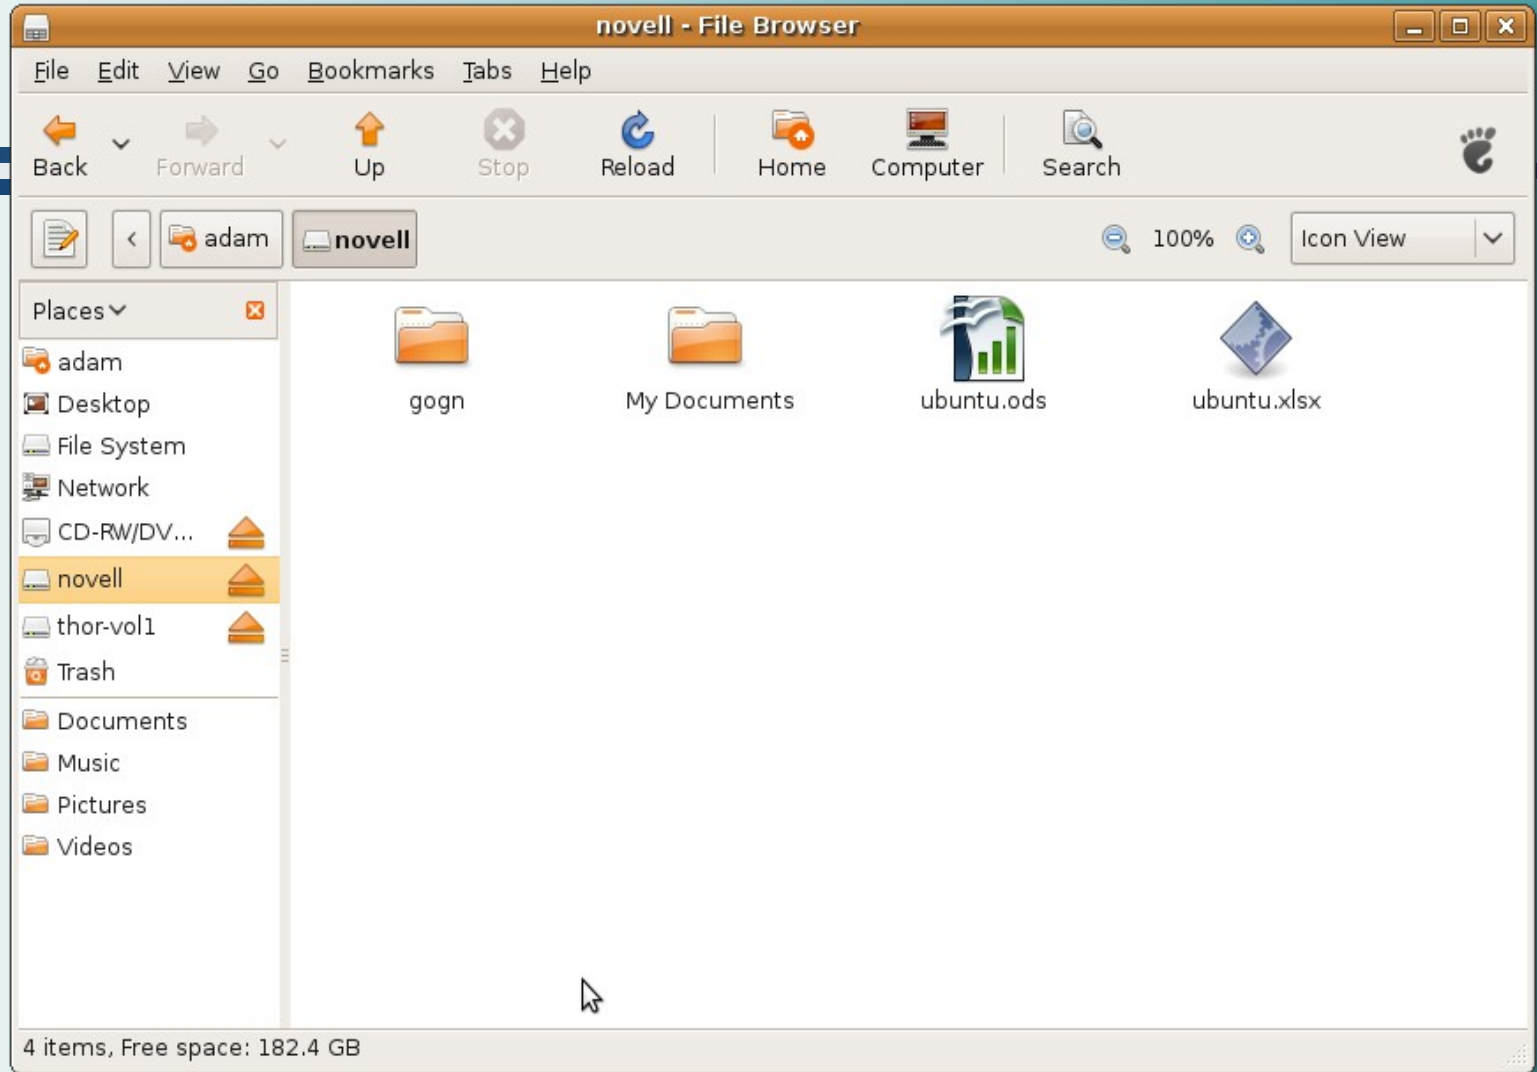 novell - File Browser
File Edit View Go Bookmarks Tabs Help
Back Forward Up Stop Reload Home Computer Search
adam novell 100% Icon View
Places
adam
Desktop
File System
Network
CD-RW/DV...
novell
thor-vol1
Trash
Documents
Music
Pictures
Videos
gogn My Documents ubuntu.ods ubuntu.xlsx
4 items, Free space: 182.4 GB